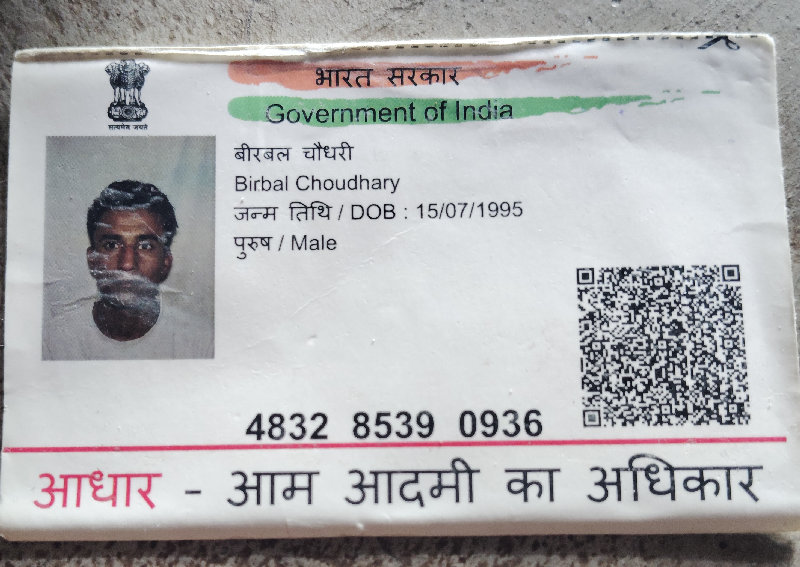 सत्यमेव जयते
भारत सरकार
Government of India
बीरबल चौधरी
Birbal Choudhary
जन्म तिथि / DOB : 15/07/1995
पुरुष / Male
4832 8539 0936
आधार - आम आदमी का अधिकार